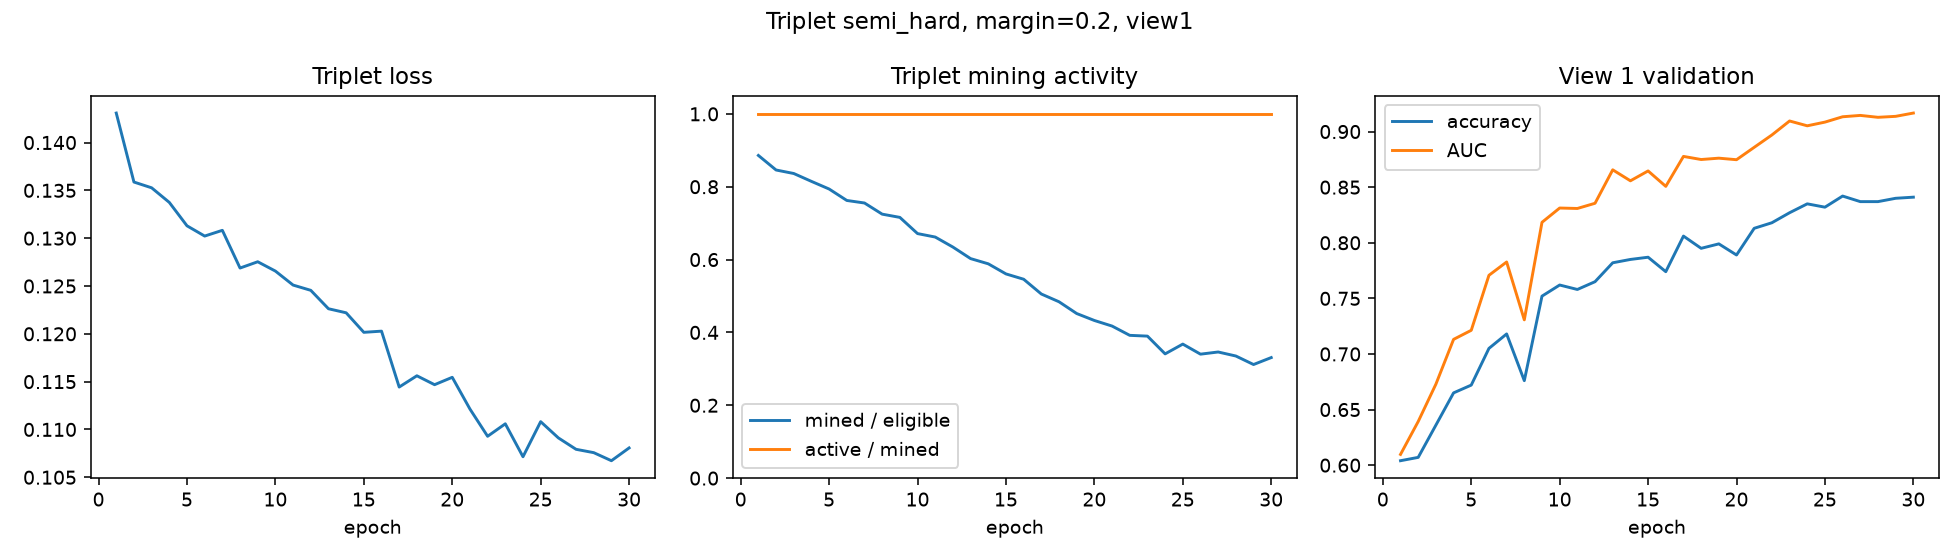 Triplet semi_hard, margin=0.2, view1
Triplet loss
0.140
0.135
0.130
0.125
0.120
0.115
0.110
0.105
0 5 10 15 20 25 30
epoch
Triplet mining activity
1.0
0.8
0.6
0.4
0.2
0.0
mined / eligible
active / mined
0 5 10 15 20 25 30
epoch
View 1 validation
accuracy
AUC
0.90
0.85
0.80
0.75
0.70
0.65
0.60
0 5 10 15 20 25 30
epoch